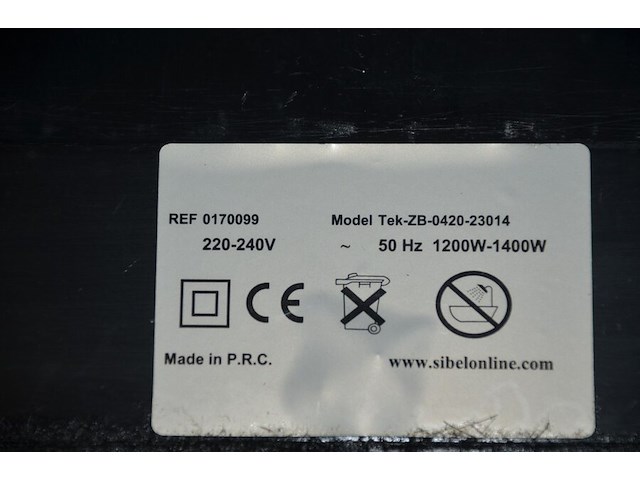 REF 0170099 Model Tek-ZB-0420-23014
220-240V ~ 50 Hz 1200W-1400W
CE
Made in P.R.C. www.sibelonline.com